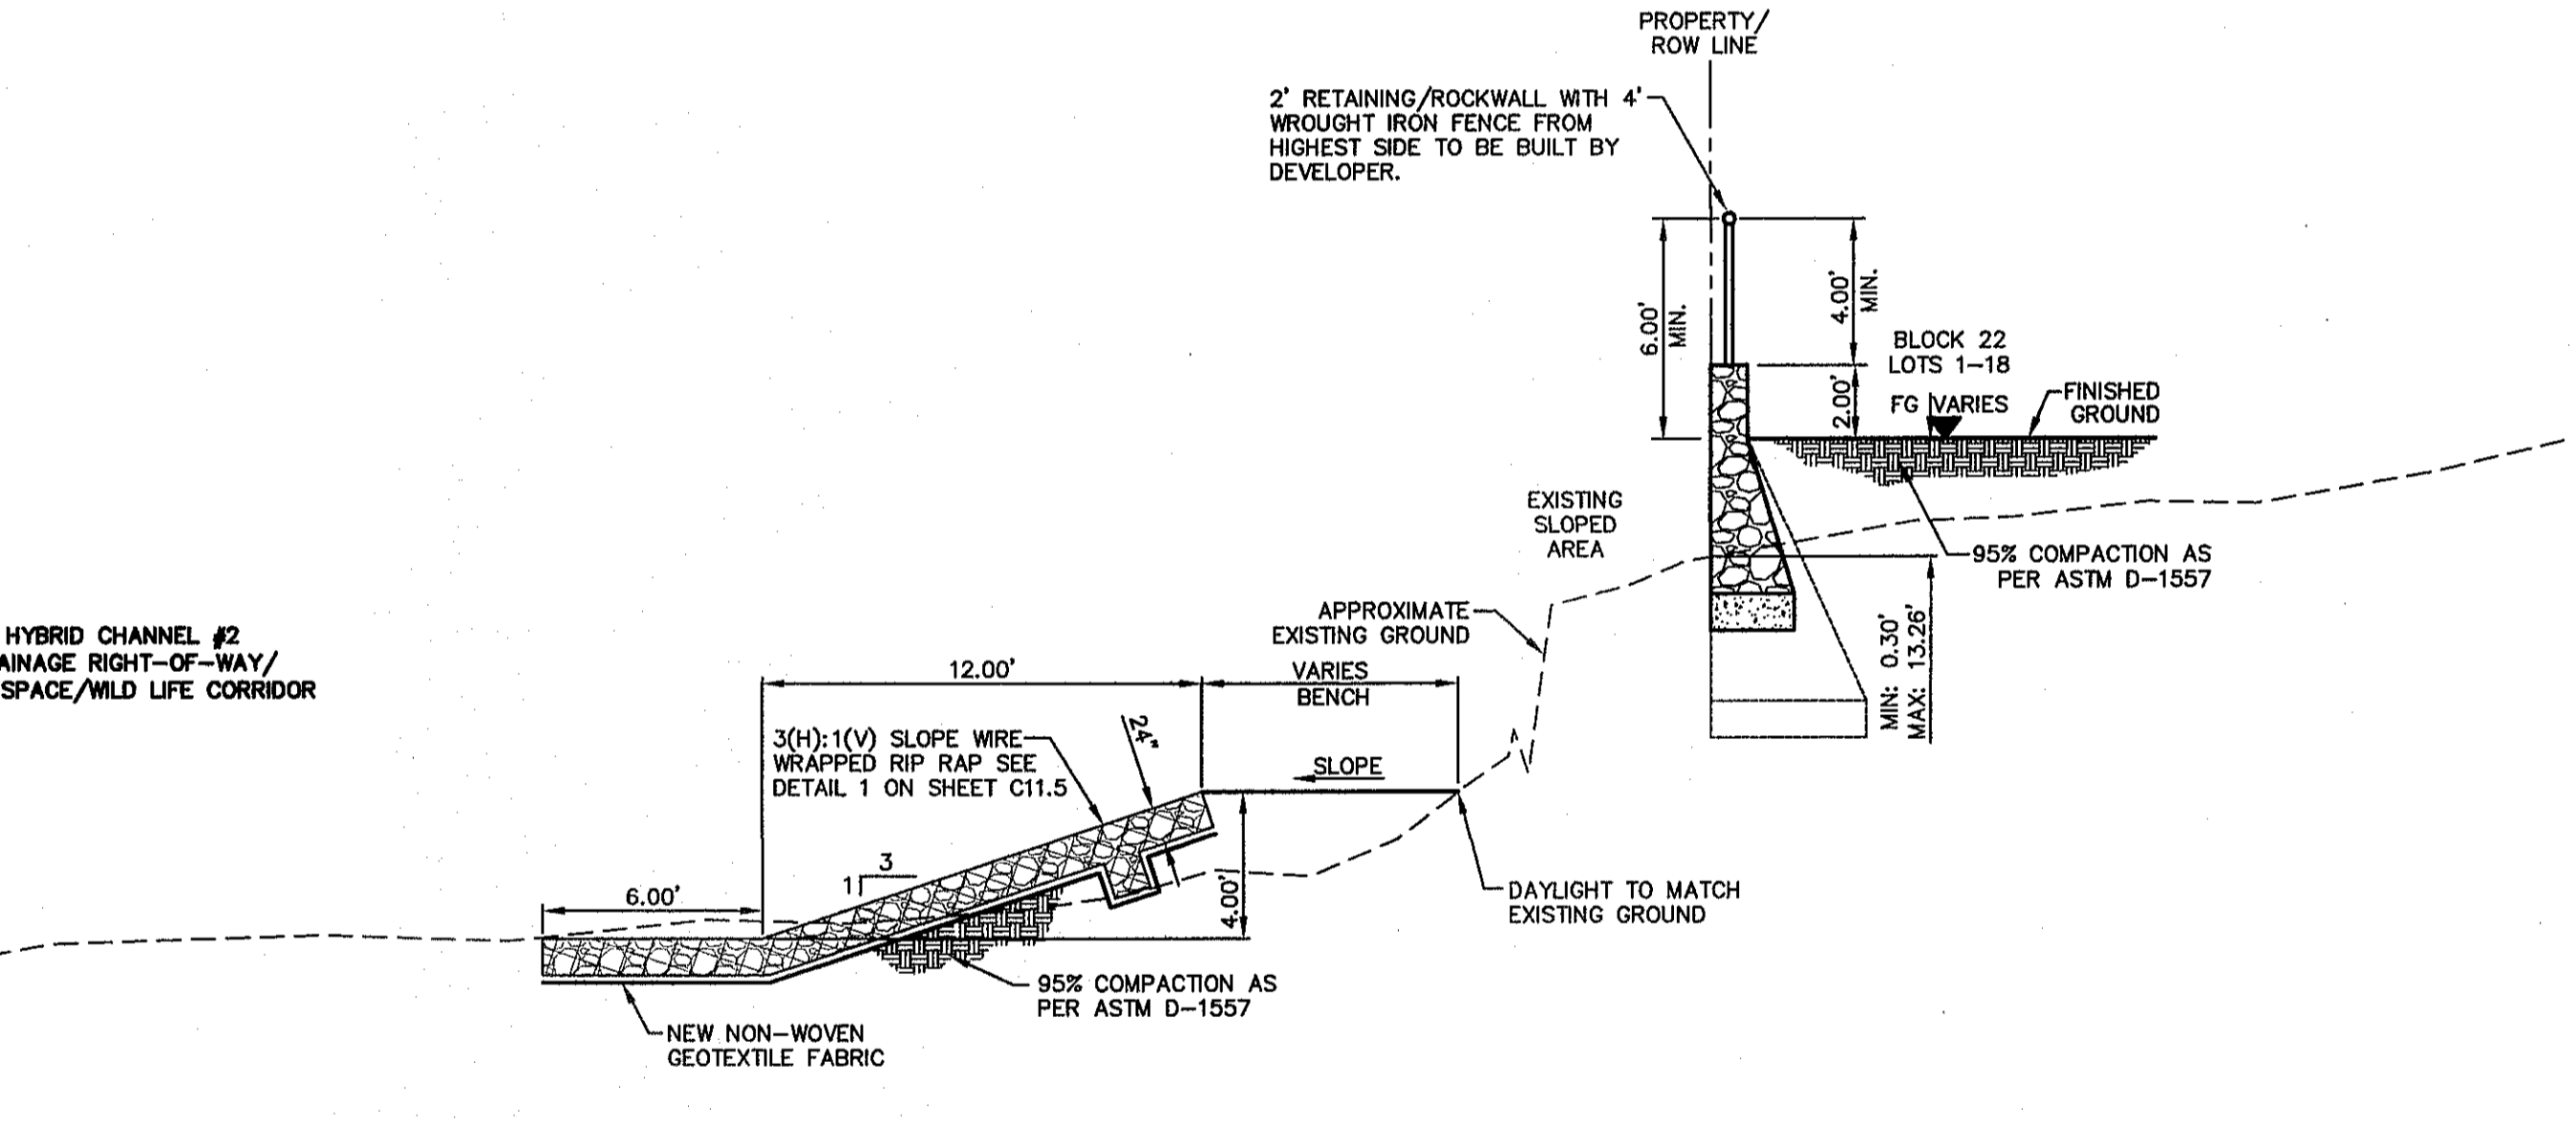 PROPERTY/
ROW LINE
2' RETAINING/ROCKWALL WITH 4'
WROUGHT IRON FENCE FROM
HIGHEST SIDE TO BE BUILT BY
DEVELOPER.
6.00'
MIN.
4.00'
MIN.
2.00'
BLOCK 22
LOTS 1-18
FG VARIES
FINISHED
GROUND
EXISTING
SLOPED
AREA
95% COMPACTION AS
PER ASTM D-1557
MIN: 0.30'
MAX: 13.26'
APPROXIMATE
EXISTING GROUND
HYBRID CHANNEL #2
AINAGE RIGHT-OF-WAY/
SPACE/WILD LIFE CORRIDOR
12.00'
VARIES
BENCH
3(H):1(V) SLOPE WIRE
WRAPPED RIP RAP SEE
DETAIL 1 ON SHEET C11.5
24"
SLOPE
3
1
6.00'
4.00'
DAYLIGHT TO MATCH
EXISTING GROUND
95% COMPACTION AS
PER ASTM D-1557
NEW NON-WOVEN
GEOTEXTILE FABRIC